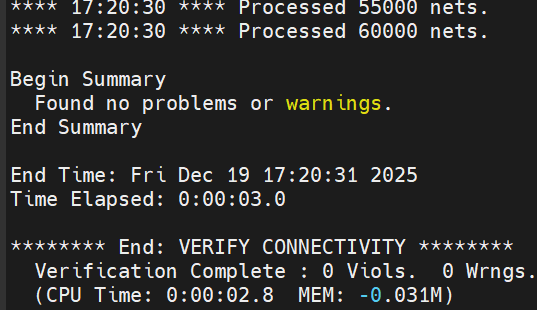 **** 17:20:30 **** Processed 55000 nets.
**** 17:20:30 **** Processed 60000 nets.
Begin Summary
Found no problems or warnings.
End Summary
End Time: Fri Dec 19 17:20:31 2025
Time Elapsed: 0:00:03.0
******** End: VERIFY CONNECTIVITY ********
Verification Complete : 0 Viols.  0 Wrngs.
(CPU Time: 0:00:02.8  MEM: -0.031M)